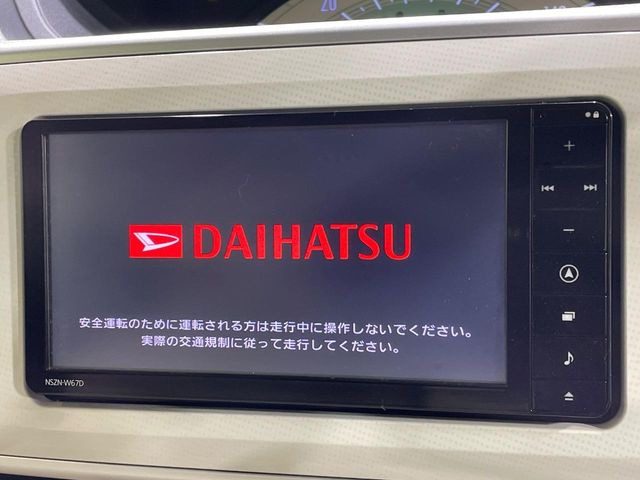 20
DAIHATSU
安全運転のために運転される方は走行中に操作しないでください。
実際の交通規制に従って走行してください。
NSZN-W67D